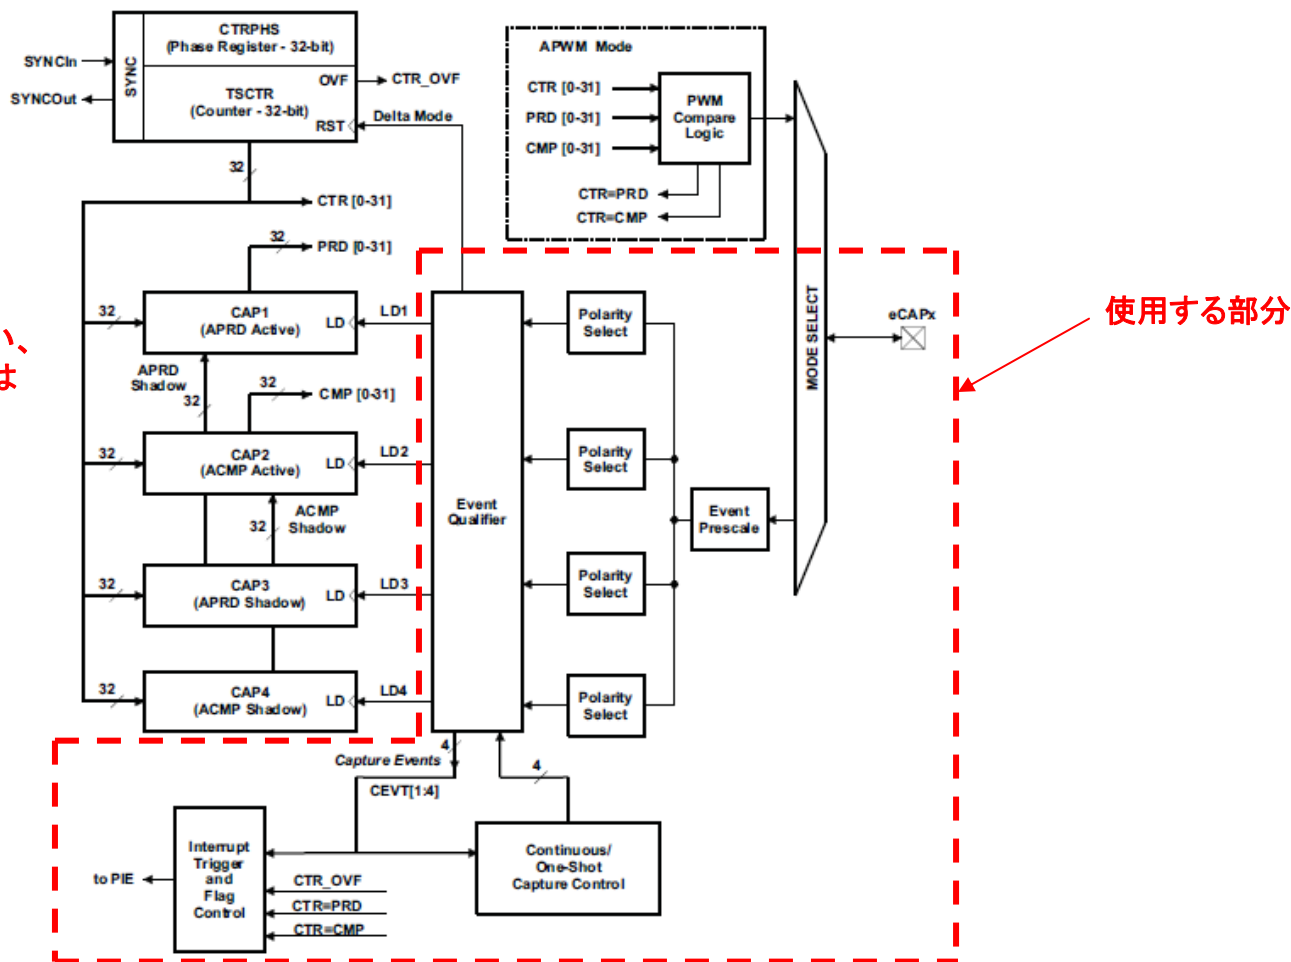 CTRPHS
(Phase Register - 32-bit)
SYNC
SYNCIn
SYNCOut
OVF
CTR_OVF
TSCTR
(Counter - 32-bit)
RST
Delta Mode
32
CTR [0-31]
32
PRD [0-31]
APWM Mode
CTR [0-31]
PRD [0-31]
CMP [0-31]
PWM
Compare
Logic
CTR=PRD
CTR=CMP
MODE SELECT
eCAPx
使用する部分
い、
は
32
CAP1
(APRD Active)
LD
LD1
Polarity
Select
APRD
Shadow
32
32
CMP [0-31]
32
CAP2
(ACMP Active)
LD
LD2
Polarity
Select
32
ACMP
Shadow
Event
Qualifier
Event
Prescale
32
CAP3
(APRD Shadow)
LD
LD3
Polarity
Select
32
CAP4
(ACMP Shadow)
LD
LD4
Polarity
Select
4
Capture Events
CEVT[1:4]
4
Interrupt
Trigger
and
Flag
Control
to PIE
CTR_OVF
CTR=PRD
CTR=CMP
Continuous/
One-Shot
Capture Control